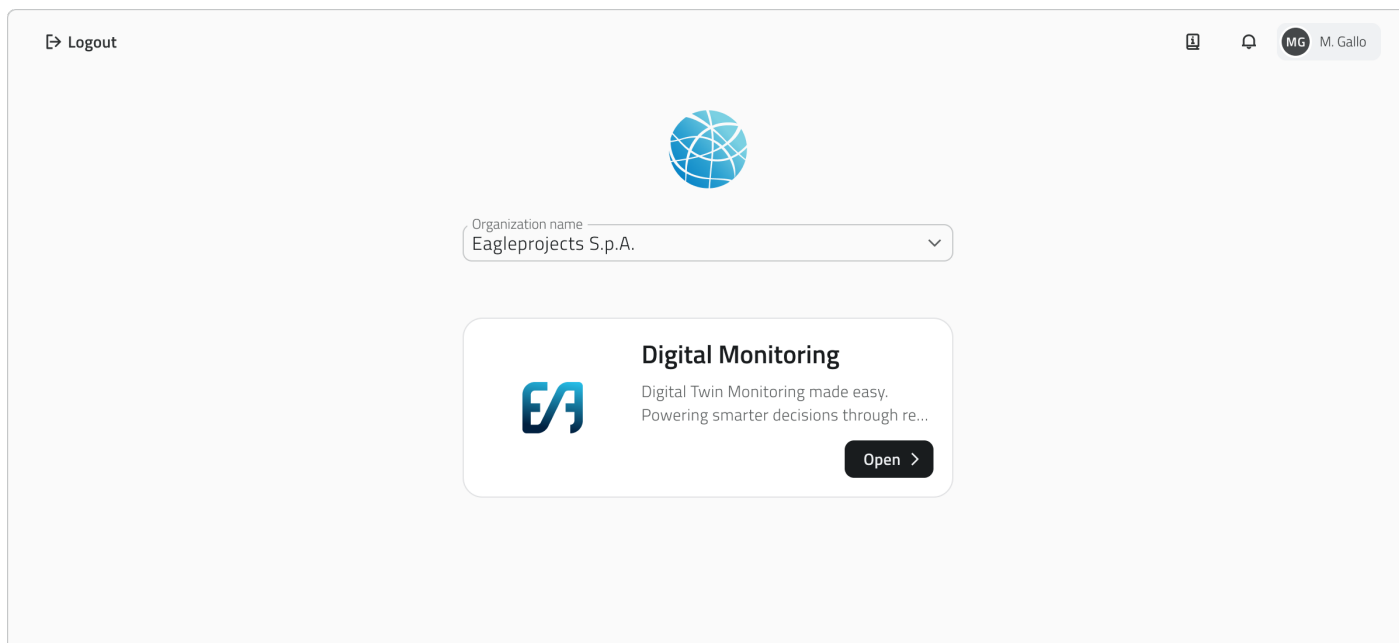 Logout
MG M. Gallo
Organization name
Eagleprojects S.p.A.
Digital Monitoring
Digital Twin Monitoring made easy.
Powering smarter decisions through re...
Open